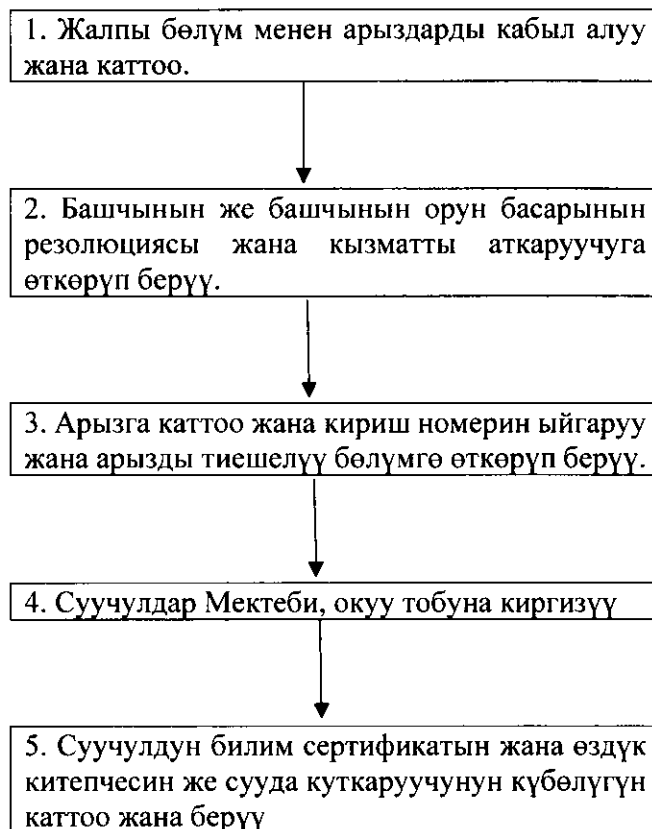 1. Жалпы бөлүм менен арыздарды кабыл алуу
жана каттоо.
2. Башчынын же башчынын орун басарынын
резолюциясы жана кызматты аткаруучуга
өткөрүп берүү.
3. Арызга каттоо жана кириш номерин ыйгаруу
жана арызды тиешелүү бөлүмгө өткөрүп берүү.
4. Суучулдар Мектеби, окуу тобуна киргизүү
5. Суучулдун билим сертификатын жана өздүк
китепчесин же сууда куткаруучунун күбөлүгүн
каттоо жана берүү